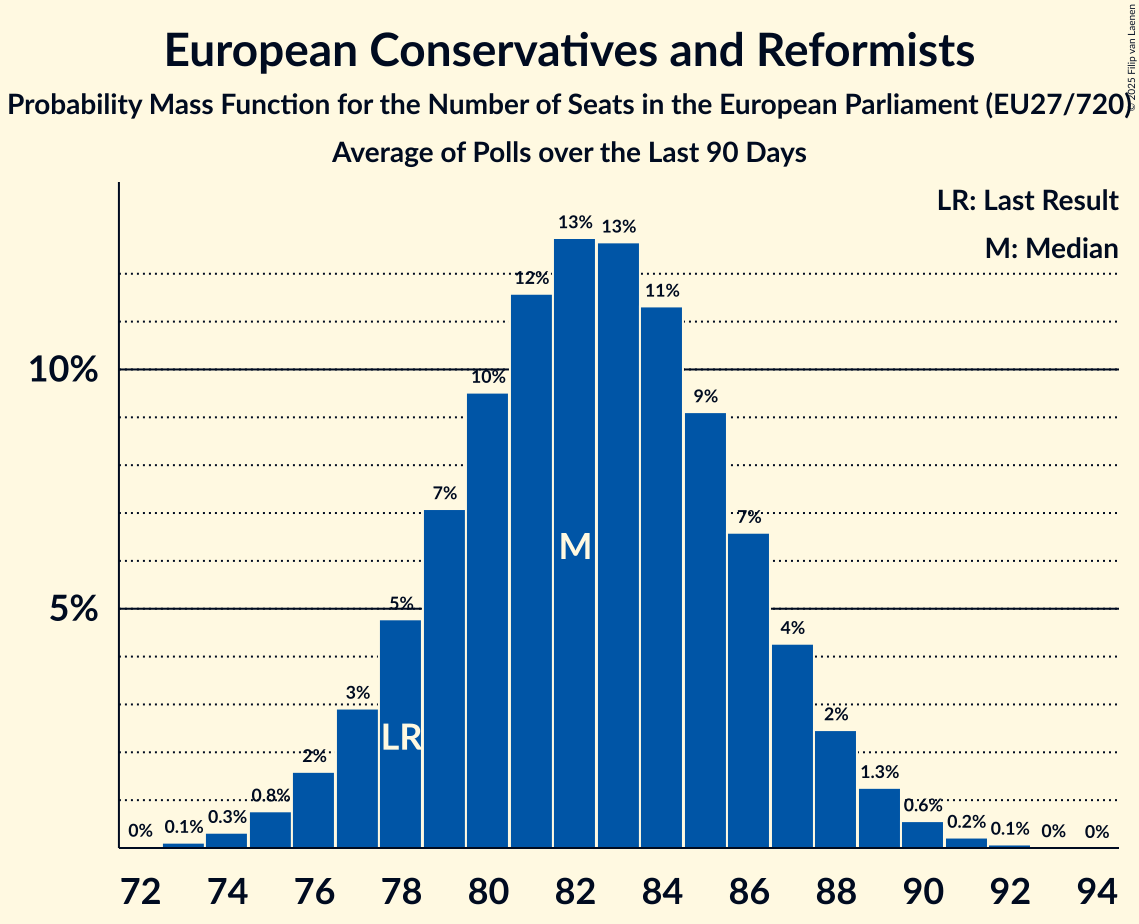 European Conservatives and Reformists
Probability Mass Function for the Number of Seats in the European Parliament (EU27/720)
Average of Polls over the Last 90 Days
© 2025 Filip van Laenen
LR: Last Result
M: Median
10%
5%
0%
0.1%
0.3%
0.8%
2%
3%
5%
7%
10%
12%
13%
13%
11%
9%
7%
4%
2%
1.3%
0.6%
0.2%
0.1%
0%
0%
LR
M
72 74 76 78 80 82 84 86 88 90 92 94